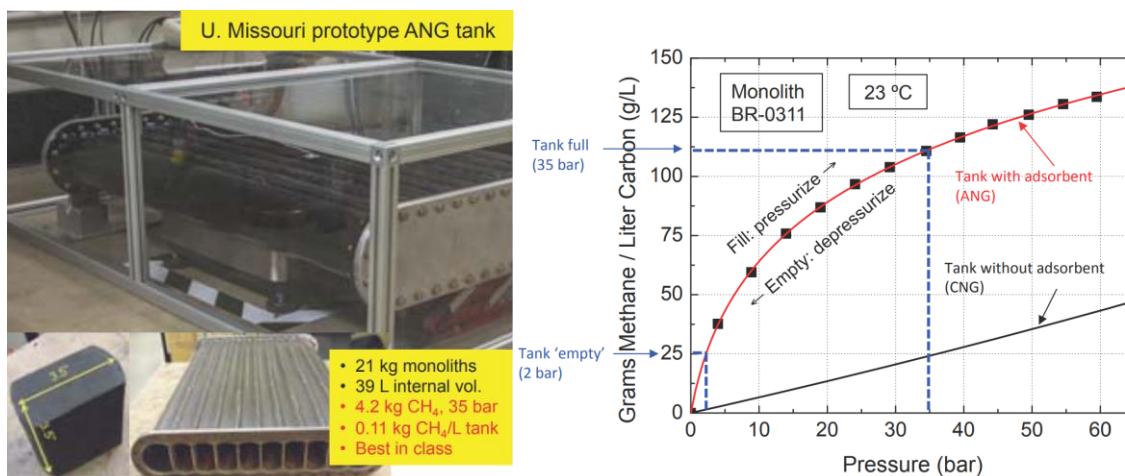 U. Missouri prototype ANG tank
3.5"
3.5"
• 21 kg monoliths
• 39 L internal vol.
• 4.2 kg CH₄, 35 bar
• 0.11 kg CH₄/L tank
• Best in class
Tank full
(35 bar)
Tank 'empty'
(2 bar)
Grams Methane / Liter Carbon (g/L)
150
125
100
75
50
25
0
Monolith
BR-0311
23 ºC
Fill: pressurize →
← Empty: depressurize
Tank with adsorbent
(ANG)
Tank without adsorbent
(CNG)
0
10
20
30
40
50
60
Pressure (bar)